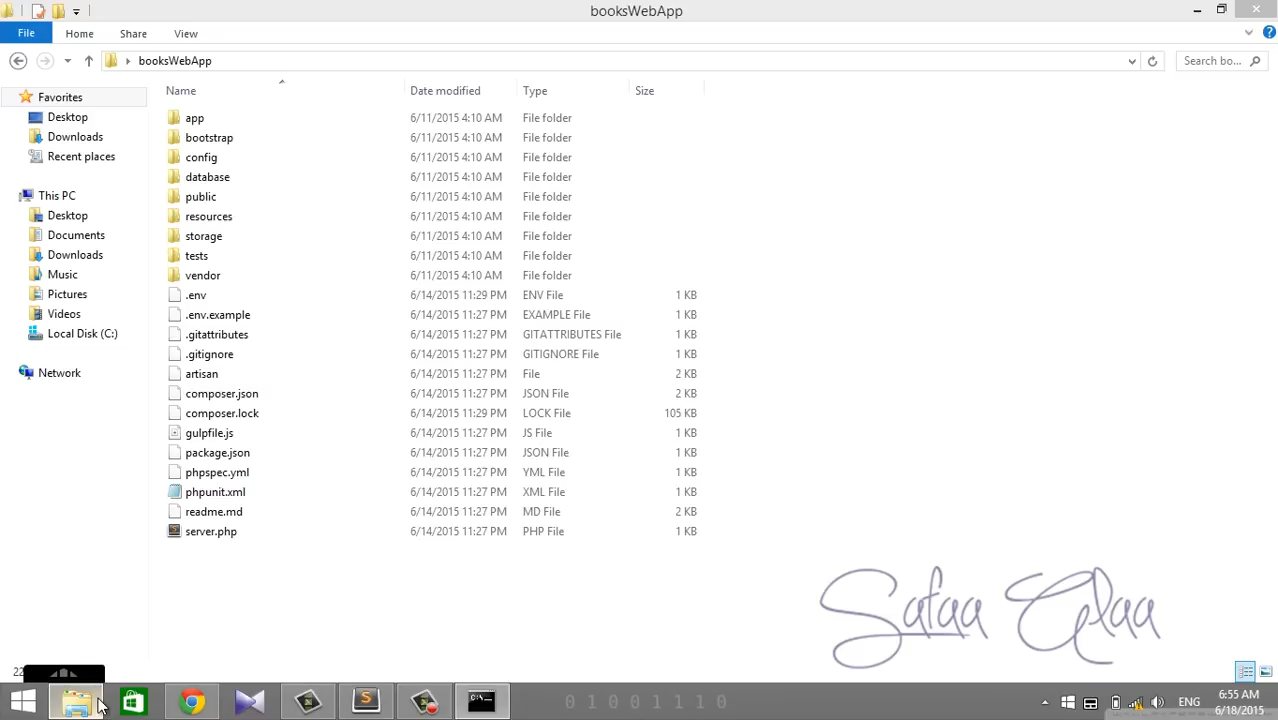 booksWebApp
File Home Share View
booksWebApp Search bo...
Name Date modified Type Size
Favorites
Desktop
Downloads
Recent places
This PC
Desktop
Documents
Downloads
Music
Pictures
Videos
Local Disk (C:)
Network
app 6/11/2015 4:10 AM File folder
bootstrap 6/11/2015 4:10 AM File folder
config 6/11/2015 4:10 AM File folder
database 6/11/2015 4:10 AM File folder
public 6/11/2015 4:10 AM File folder
resources 6/11/2015 4:10 AM File folder
storage 6/11/2015 4:10 AM File folder
tests 6/11/2015 4:10 AM File folder
vendor 6/11/2015 4:10 AM File folder
.env 6/14/2015 11:29 PM ENV File 1 KB
.env.example 6/14/2015 11:27 PM EXAMPLE File 1 KB
.gitattributes 6/14/2015 11:27 PM GITATTRIBUTES File 1 KB
.gitignore 6/14/2015 11:27 PM GITIGNORE File 1 KB
artisan 6/14/2015 11:27 PM File 2 KB
composer.json 6/14/2015 11:27 PM JSON File 2 KB
composer.lock 6/14/2015 11:29 PM LOCK File 105 KB
gulpfile.js 6/14/2015 11:27 PM JS File 1 KB
package.json 6/14/2015 11:27 PM JSON File 1 KB
phpspec.yml 6/14/2015 11:27 PM YML File 1 KB
phpunit.xml 6/14/2015 11:27 PM XML File 1 KB
readme.md 6/14/2015 11:27 PM MD File 2 KB
server.php 6/14/2015 11:27 PM PHP File 1 KB
Safaa Alaa
22
0 1 0 0 1 1 1 0
ENG
6:55 AM
6/18/2015